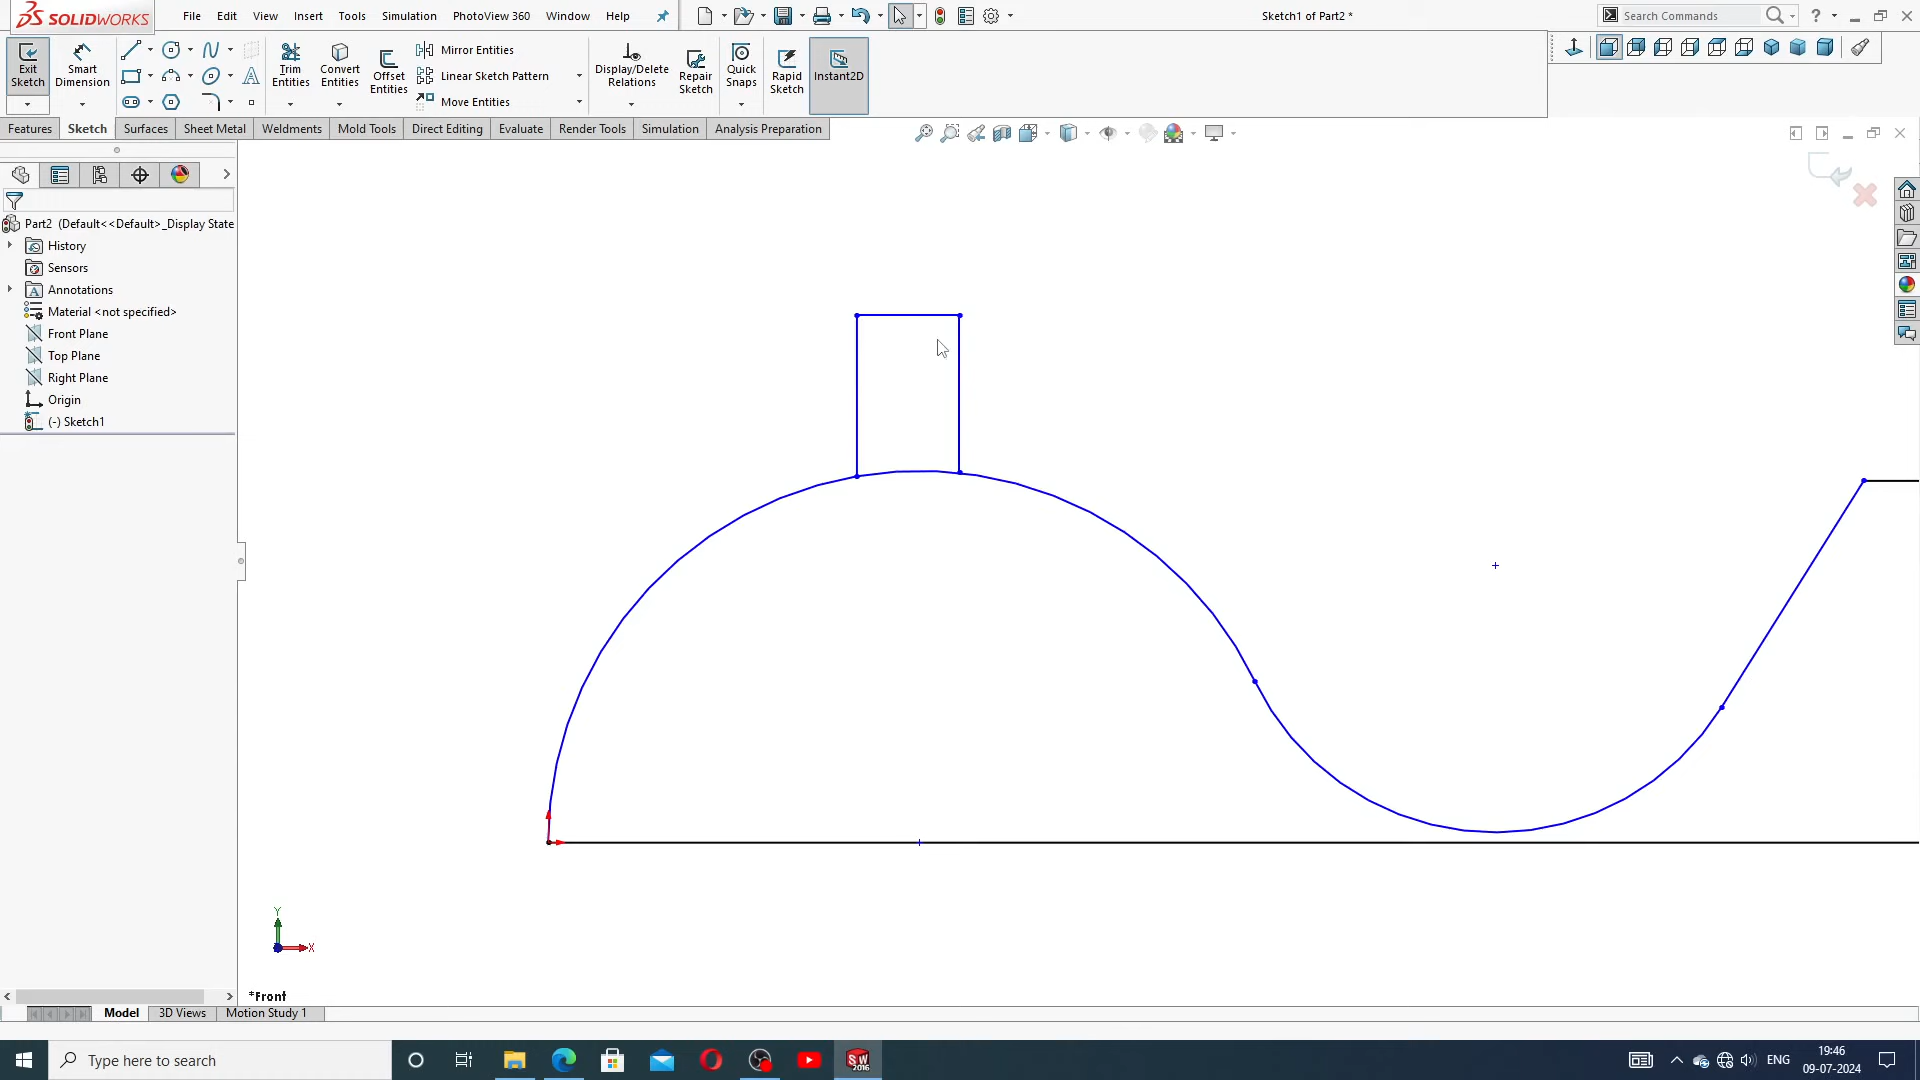 SOLIDWORKS
File Edit View Insert Tools Simulation PhotoView 360 Window Help
Sketch1 of Part2 *
Search Commands
?
Exit Sketch
Smart Dimension
Trim Entities
Convert Entities
Offset Entities
Mirror Entities
Linear Sketch Pattern
Move Entities
Display/Delete Relations
Repair Sketch
Quick Snaps
Rapid Sketch
Instant2D
Features Sketch Surfaces Sheet Metal Weldments Mold Tools Direct Editing Evaluate Render Tools Simulation Analysis Preparation
Part2 (Default<<Default>_Display State
History
Sensors
Annotations
Material <not specified>
Front Plane
Top Plane
Right Plane
Origin
(-) Sketch1
Y
X
*Front
Model 3D Views Motion Study 1
Type here to search
SW
2016
ENG
19:46
09-07-2024